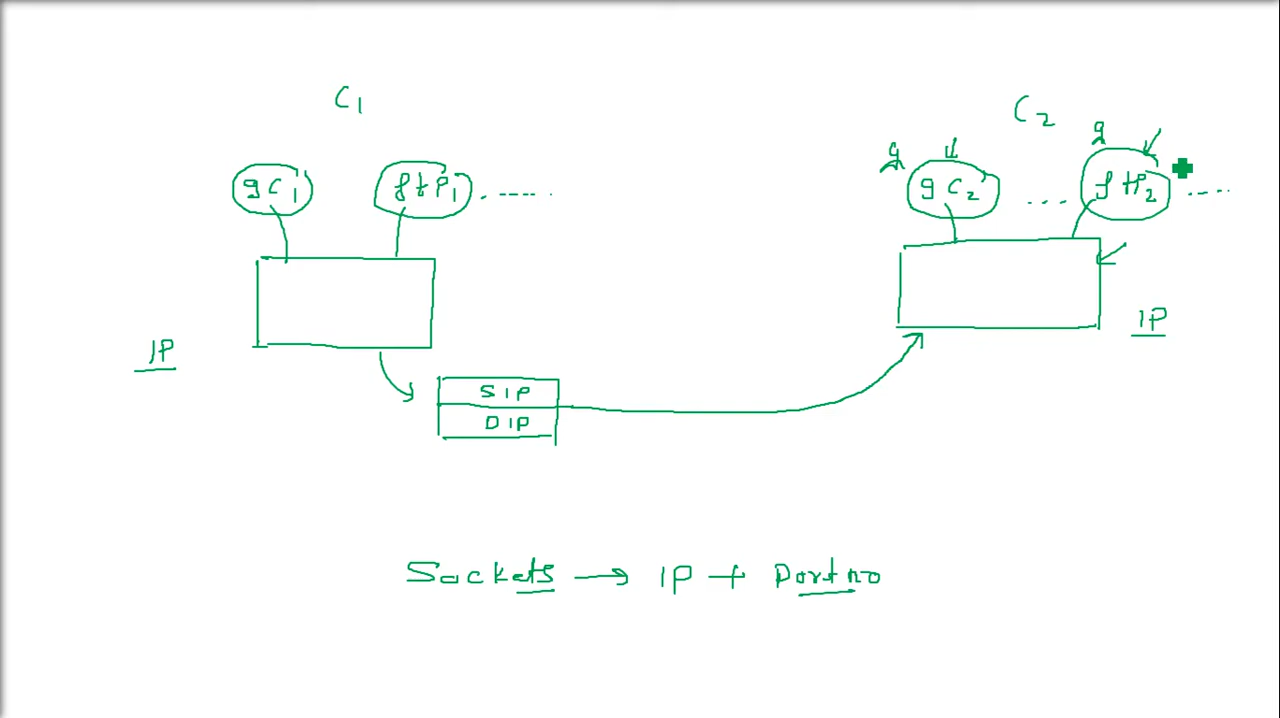 C1
C2
g
g
gC1
ftP1 . ......
gC2
...
ftP2
.....
IP
IP
SIP
DIP
Sockets → IP + Port no